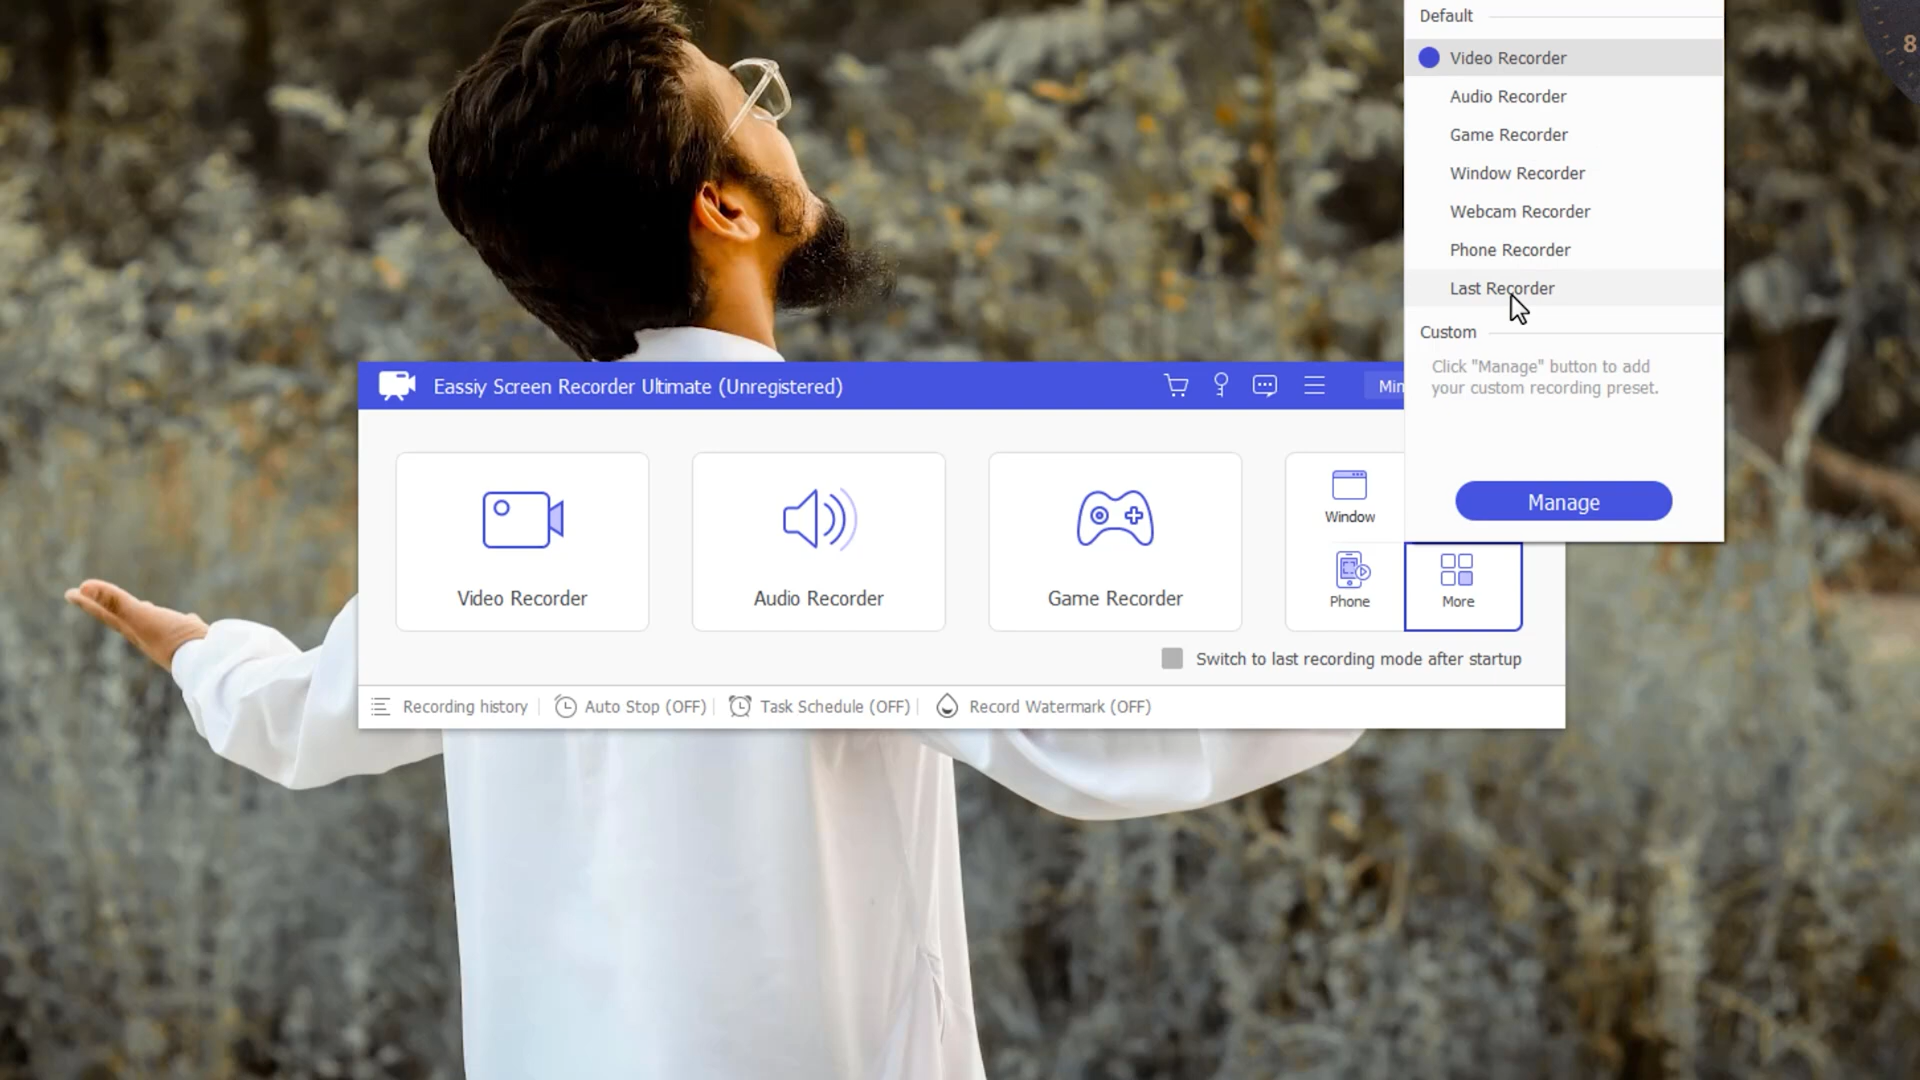 Default
Video Recorder
Audio Recorder
Game Recorder
Window Recorder
Webcam Recorder
Phone Recorder
Last Recorder
Custom
Click "Manage" button to add
your custom recording preset.
Manage
8
Eassiy Screen Recorder Ultimate (Unregistered)
Min
Video Recorder
Audio Recorder
Game Recorder
Window
Phone
More
Switch to last recording mode after startup
Recording history
Auto Stop (OFF)
Task Schedule (OFF)
Record Watermark (OFF)